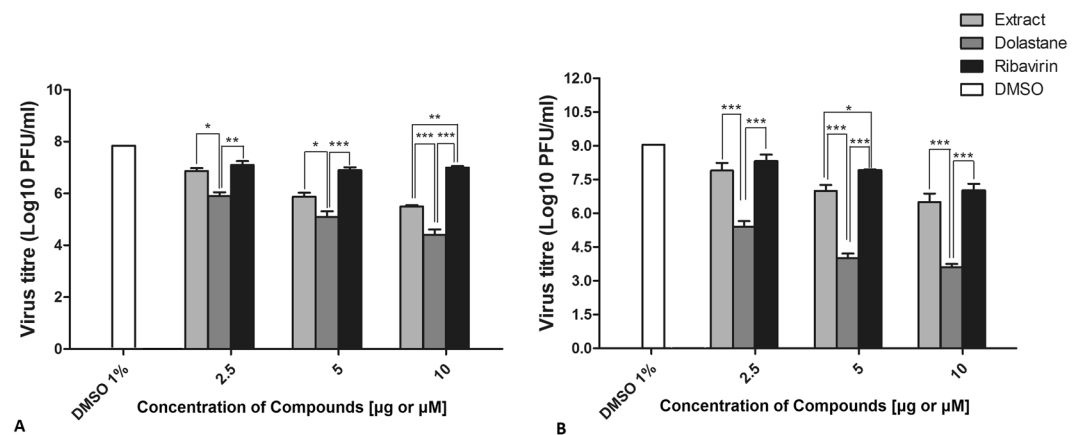 Extract
Dolastane
Ribavirin
DMSO
Virus titre (Log10 PFU/ml)
10
8
6
4
2
0
* **
* ***
**
*** ***
DMSO 1%
2.5
5
10
Concentration of Compounds [µg or µM]
A
Virus titre (Log10 PFU/ml)
12.0
10.5
9.0
7.5
6.0
4.5
3.0
1.5
0.0
*** ***
*
*** ***
*** ***
DMSO 1%
2.5
5
10
Concentration of Compounds [µg or µM]
B